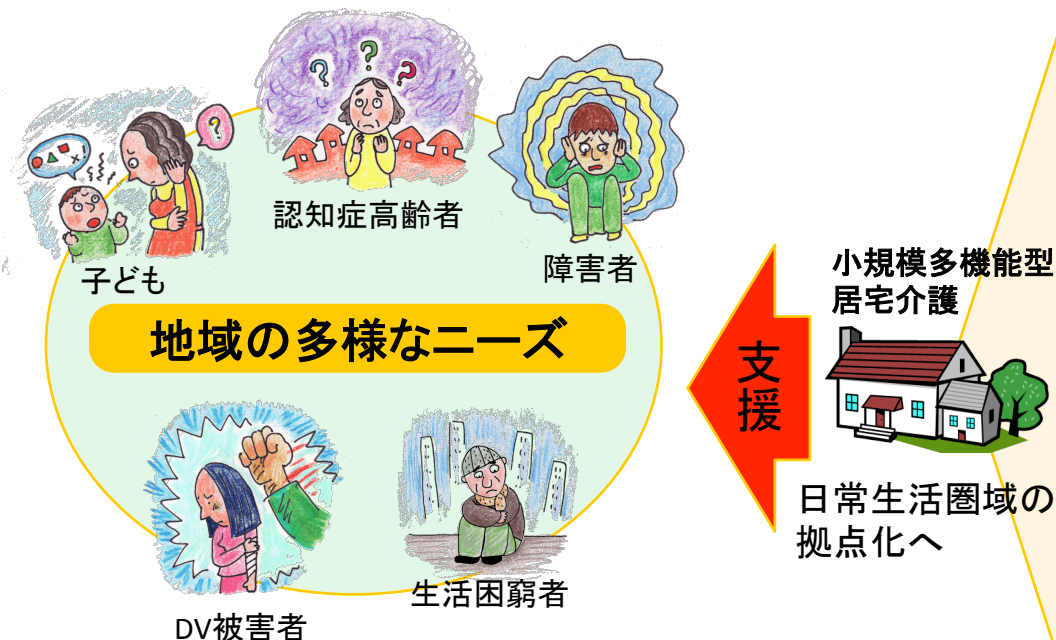 認知症高齢者
子ども
障害者
地域の多様なニーズ
DV被害者
生活困窮者
支援
小規模多機能型
居宅介護
日常生活圏域の
拠点化へ